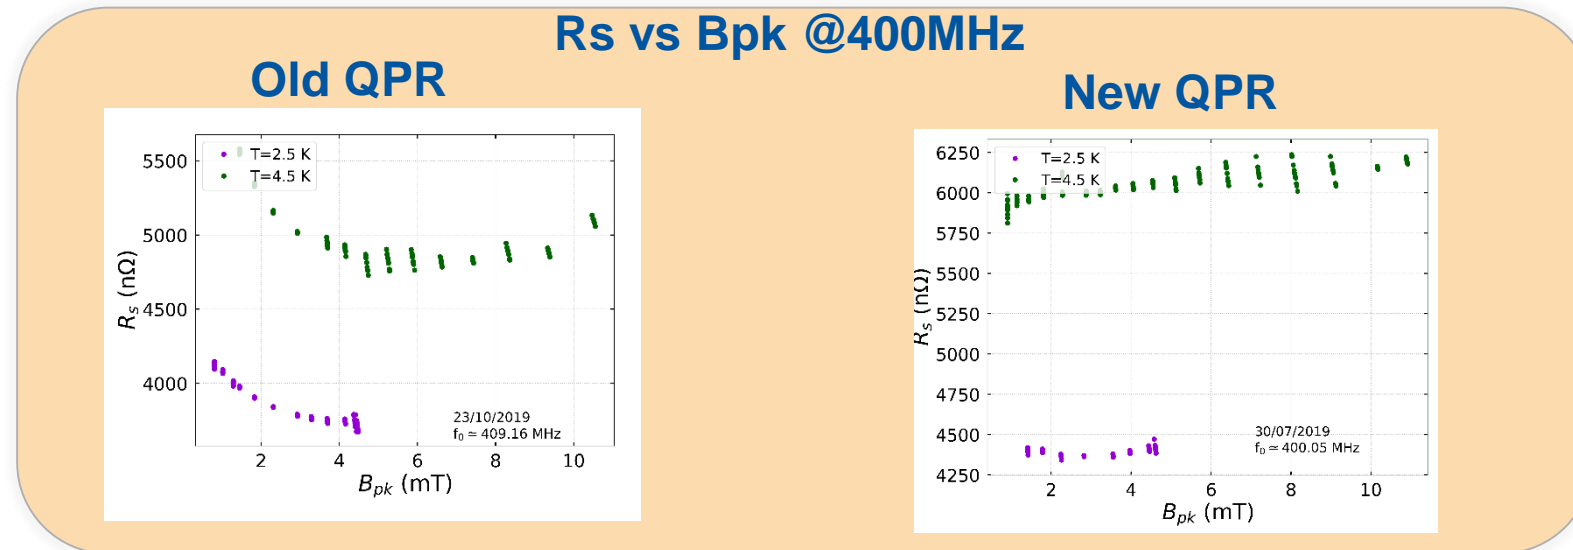 Rs vs Bpk @400MHz
Old QPR
New QPR
T=2.5 K
T=4.5 K
5500
5000
4500
4000
Rs (nΩ)
23/10/2019
f0 ≃ 409.16 MHz
2 4 6 8 10
Bpk (mT)
T=2.5 K
T=4.5 K
6250
6000
5750
5500
5250
5000
4750
4500
4250
Rs (nΩ)
30/07/2019
f0 ≃ 400.05 MHz
2 4 6 8 10
Bpk (mT)